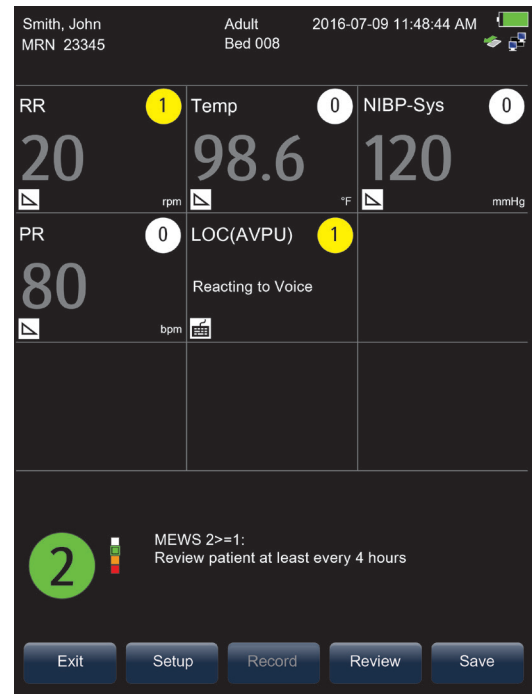 Smith, John Adult 2016-07-09 11:48:44 AM
MRN 23345 Bed 008
RR 1 Temp 0 NIBP-Sys 0
20 98.6 120
rpm °F mmHg
PR 0 LOC(AVPU) 1
80 Reacting to Voice
bpm
MEWS 2>=1:
2 Review patient at least every 4 hours
Exit Setup Record Review Save